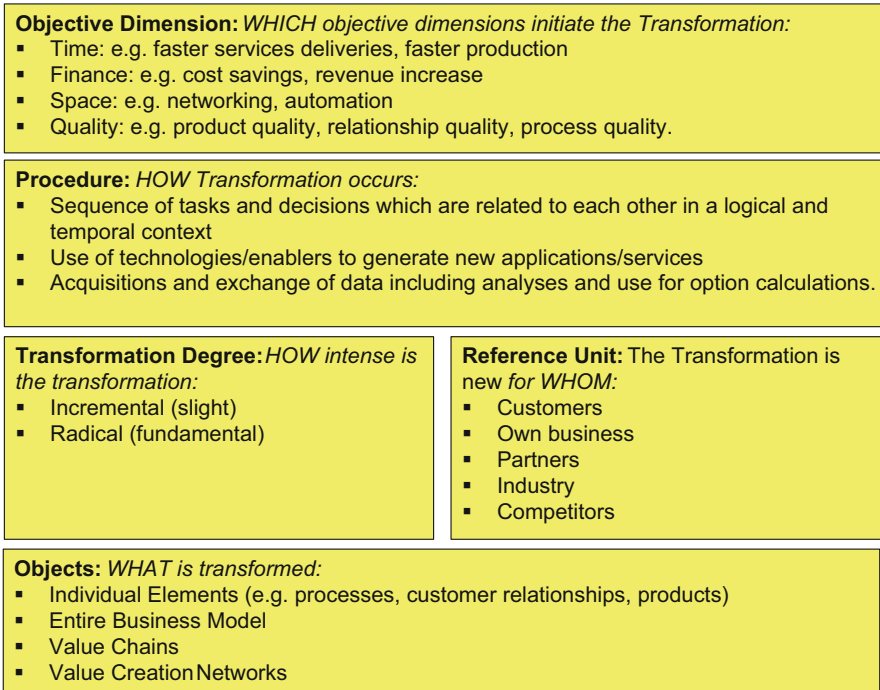 Objective Dimension: WHICH objective dimensions initiate the Transformation:
▪ Time: e.g. faster services deliveries, faster production
▪ Finance: e.g. cost savings, revenue increase
▪ Space: e.g. networking, automation
▪ Quality: e.g. product quality, relationship quality, process quality.
Procedure: HOW Transformation occurs:
▪ Sequence of tasks and decisions which are related to each other in a logical and
temporal context
▪ Use of technologies/enablers to generate new applications/services
▪ Acquisitions and exchange of data including analyses and use for option calculations.
Transformation Degree: HOW intense is
the transformation:
▪ Incremental (slight)
▪ Radical (fundamental)
Reference Unit: The Transformation is
new for WHOM:
▪ Customers
▪ Own business
▪ Partners
▪ Industry
▪ Competitors
Objects: WHAT is transformed:
▪ Individual Elements (e.g. processes, customer relationships, products)
▪ Entire Business Model
▪ Value Chains
▪ Value Creation Networks